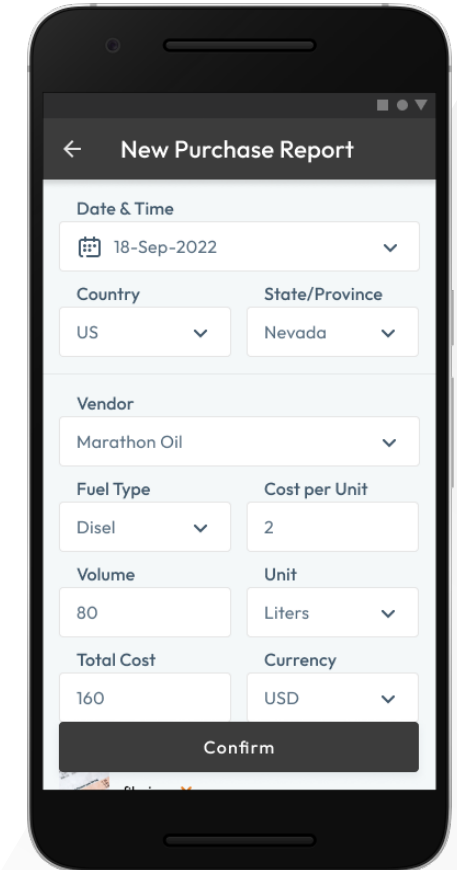 New Purchase Report
Date & Time
18-Sep-2022
Country State/Province
US Nevada
Vendor
Marathon Oil
Fuel Type Cost per Unit
Disel 2
Volume Unit
80 Liters
Total Cost Currency
160 USD
Confirm